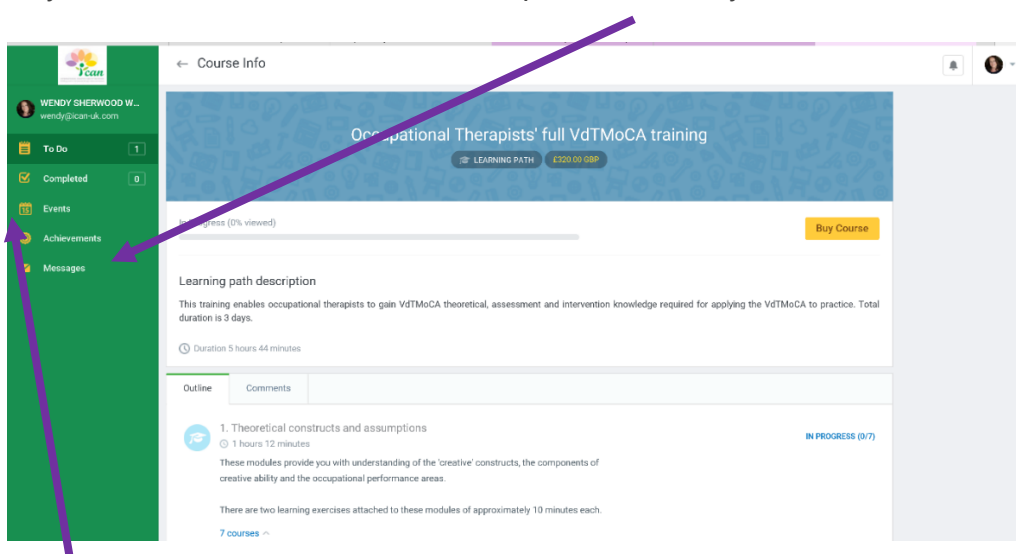 ican
← Course Info
WENDY SHERWOOD W...
wendy@ican-uk.com
To Do 1
Completed 0
Events
Achievements
Messages
Occupational Therapists' full VdTMoCA training
LEARNING PATH £320.00 GBP
(0% viewed)
Buy Course
Learning path description
This training enables occupational therapists to gain VdTMoCA theoretical, assessment and intervention knowledge required for applying the VdTMoCA to practice. Total
duration is 3 days.
Duration 5 hours 44 minutes
Outline Comments
1. Theoretical constructs and assumptions
1 hours 12 minutes
IN PROGRESS (0/7)
These modules provide you with understanding of the 'creative' constructs, the components of
creative ability and the occupational performance areas.
There are two learning exercises attached to these modules of approximately 10 minutes each.
7 courses